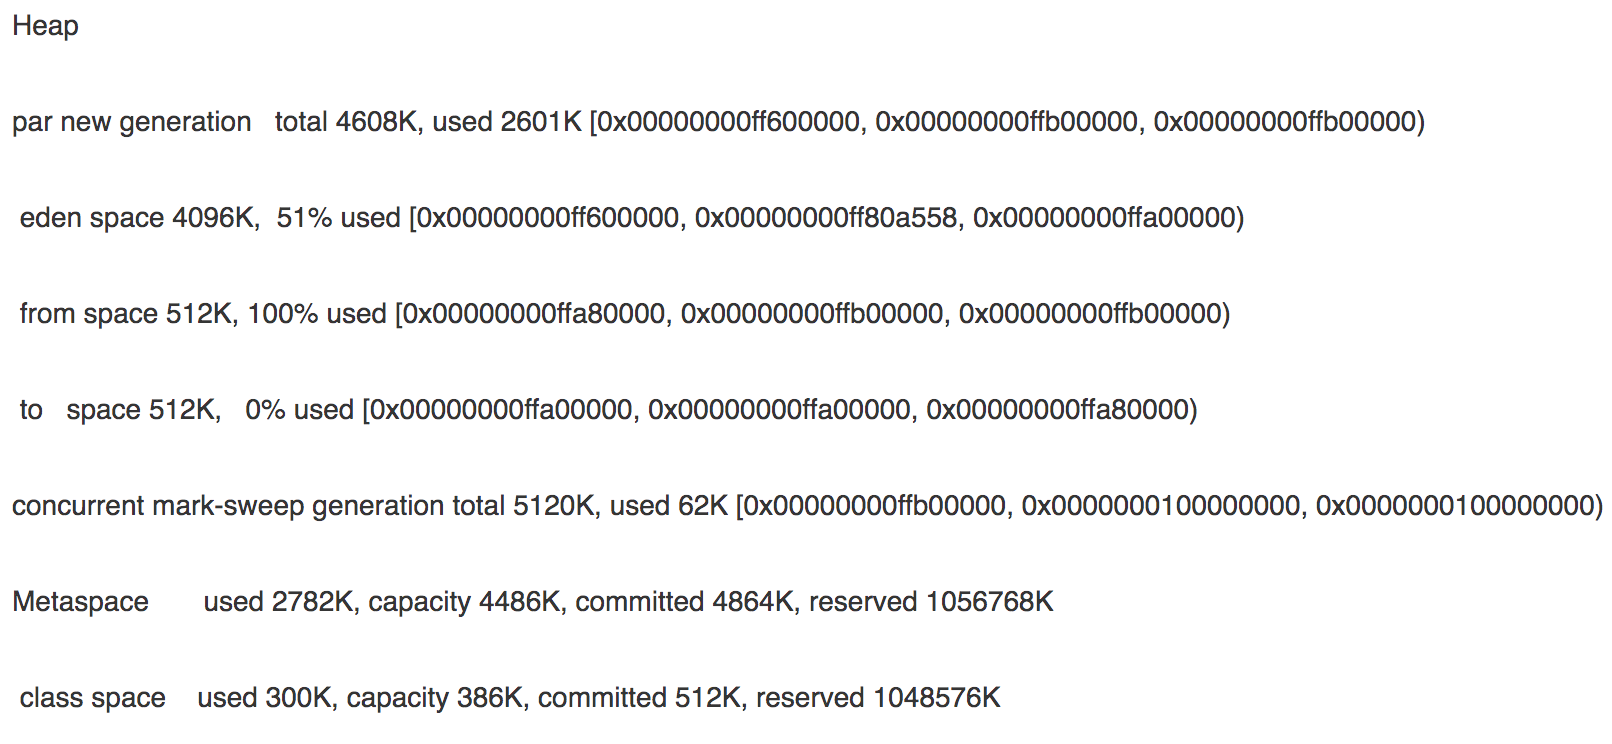 Heap
par new generation   total 4608K, used 2601K [0x00000000ff600000, 0x00000000ffb00000, 0x00000000ffb00000)
 eden space 4096K,  51% used [0x00000000ff600000, 0x00000000ff80a558, 0x00000000ffa00000)
 from space 512K, 100% used [0x00000000ffa80000, 0x00000000ffb00000, 0x00000000ffb00000)
 to   space 512K,   0% used [0x00000000ffa00000, 0x00000000ffa00000, 0x00000000ffa80000)
concurrent mark-sweep generation total 5120K, used 62K [0x00000000ffb00000, 0x0000000100000000, 0x0000000100000000)
Metaspace       used 2782K, capacity 4486K, committed 4864K, reserved 1056768K
 class space    used 300K, capacity 386K, committed 512K, reserved 1048576K